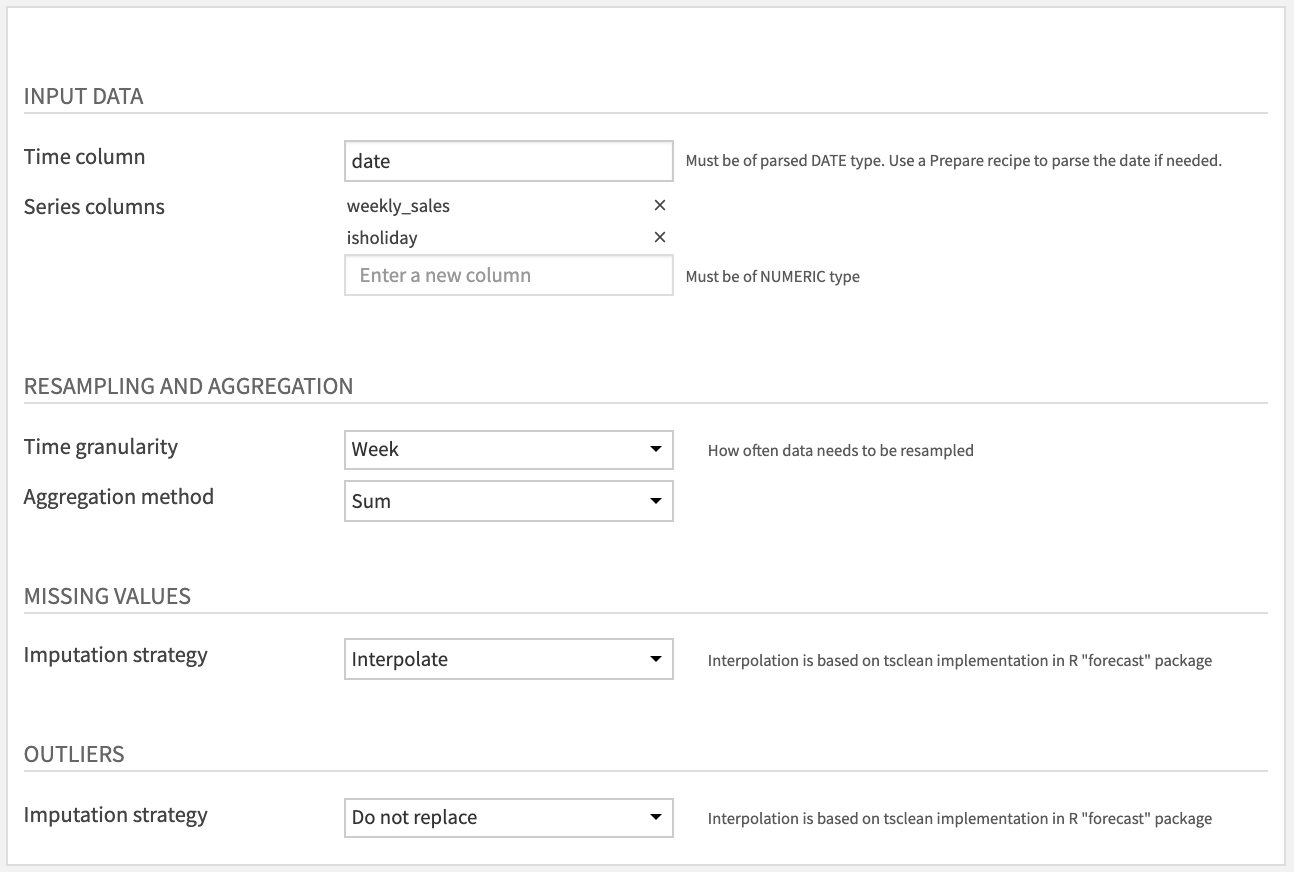 INPUT DATA
Time column
date
Must be of parsed DATE type. Use a Prepare recipe to parse the date if needed.
Series columns
weekly_sales ×
isholiday ×
Enter a new column
Must be of NUMERIC type
RESAMPLING AND AGGREGATION
Time granularity
Week
How often data needs to be resampled
Aggregation method
Sum
MISSING VALUES
Imputation strategy
Interpolate
Interpolation is based on tsclean implementation in R "forecast" package
OUTLIERS
Imputation strategy
Do not replace
Interpolation is based on tsclean implementation in R "forecast" package